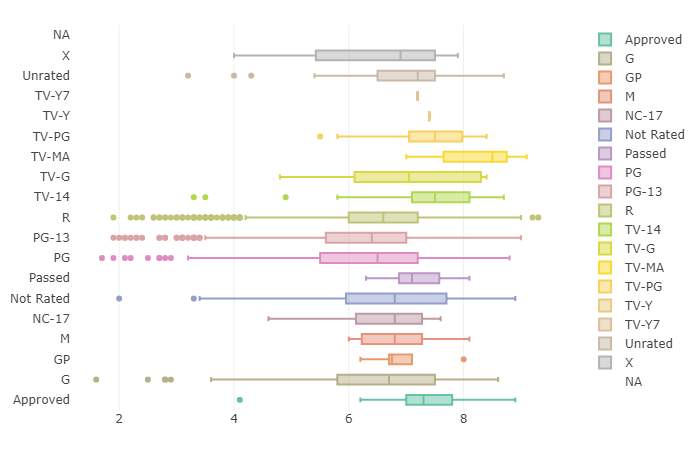 NA
X
Unrated
TV-Y7
TV-Y
TV-PG
TV-MA
TV-G
TV-14
R
PG-13
PG
Passed
Not Rated
NC-17
M
GP
G
Approved
2 4 6 8
Approved
G
GP
M
NC-17
Not Rated
Passed
PG
PG-13
R
TV-14
TV-G
TV-MA
TV-PG
TV-Y
TV-Y7
Unrated
X
NA